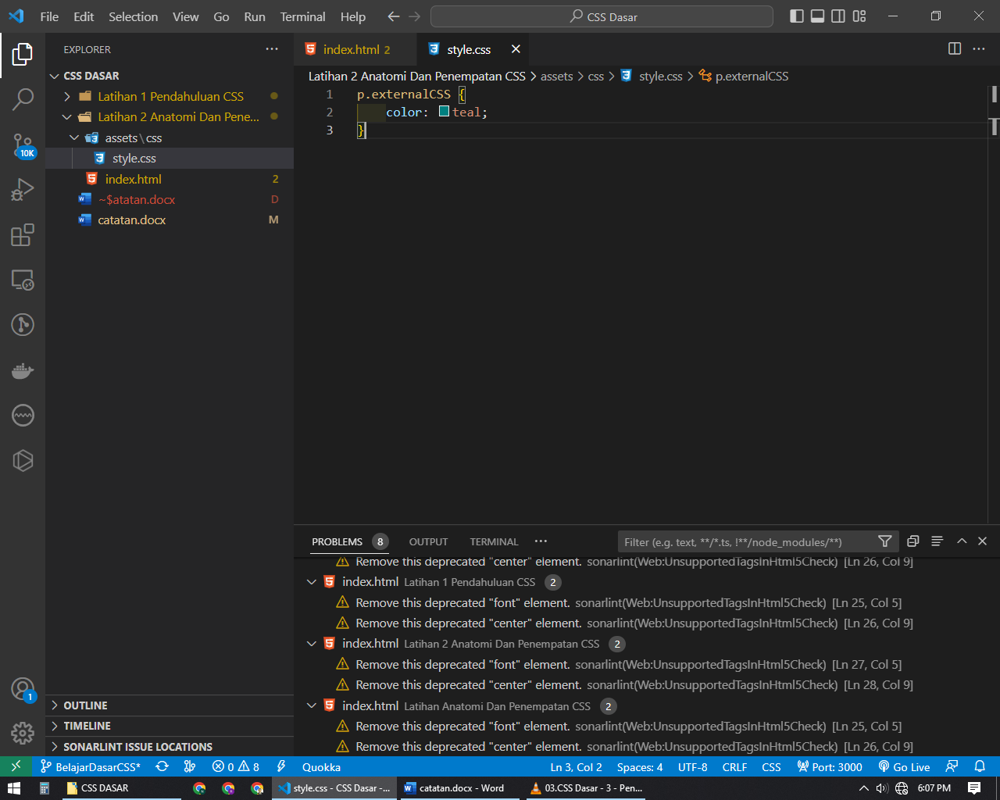 File Edit Selection View Go Run Terminal Help CSS Dasar
EXPLORER
CSS DASAR
Latihan 1 Pendahuluan CSS
Latihan 2 Anatomi Dan Pene...
assets\css
style.css
index.html 2
~$atatan.docx D
catatan.docx M
OUTLINE
TIMELINE
SONARLINT ISSUE LOCATIONS
10K
1
index.html 2 style.css
Latihan 2 Anatomi Dan Penempatan CSS > assets > css > style.css > p.externalCSS
1 p.externalCSS {
2 color: teal;
3 }
PROBLEMS 8 OUTPUT TERMINAL Filter (e.g. text, **/*.ts, !**/node_modules/**)
Remove this deprecated "center" element. sonarlint(Web:UnsupportedTagsInHtml5Check) [Ln 26, Col 9]
index.html Latihan 1 Pendahuluan CSS 2
Remove this deprecated "font" element. sonarlint(Web:UnsupportedTagsInHtml5Check) [Ln 25, Col 5]
Remove this deprecated "center" element. sonarlint(Web:UnsupportedTagsInHtml5Check) [Ln 26, Col 9]
index.html Latihan 2 Anatomi Dan Penempatan CSS 2
Remove this deprecated "font" element. sonarlint(Web:UnsupportedTagsInHtml5Check) [Ln 27, Col 5]
Remove this deprecated "center" element. sonarlint(Web:UnsupportedTagsInHtml5Check) [Ln 28, Col 9]
index.html Latihan Anatomi Dan Penempatan CSS 2
Remove this deprecated "font" element. sonarlint(Web:UnsupportedTagsInHtml5Check) [Ln 25, Col 5]
Remove this deprecated "center" element. sonarlint(Web:UnsupportedTagsInHtml5Check) [Ln 26, Col 9]
BelajarDasarCSS* 0 8 Quokka Ln 3, Col 2 Spaces: 4 UTF-8 CRLF CSS Port: 3000 Go Live
CSS DASAR style.css - CSS Dasar -... catatan.docx - Word 03.CSS Dasar - 3 - Pen... 6:07 PM